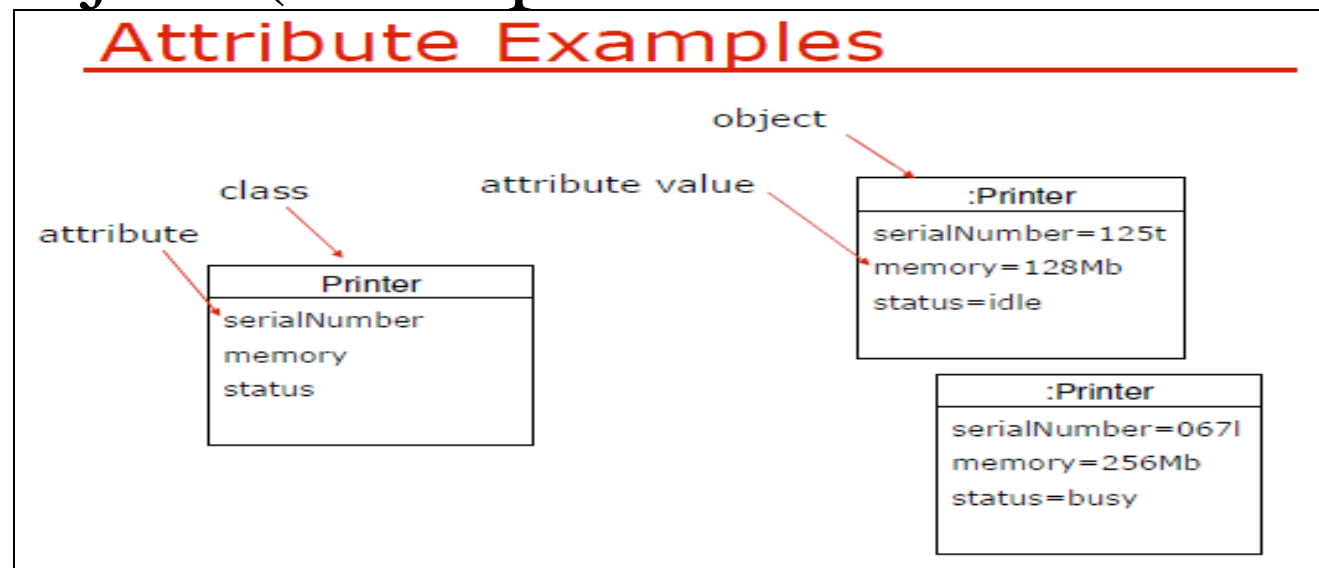 Attribute Examples
object
class
attribute value
attribute
Printer
serialNumber
memory
status
:Printer
serialNumber=125t
memory=128Mb
status=idle
:Printer
serialNumber=067l
memory=256Mb
status=busy